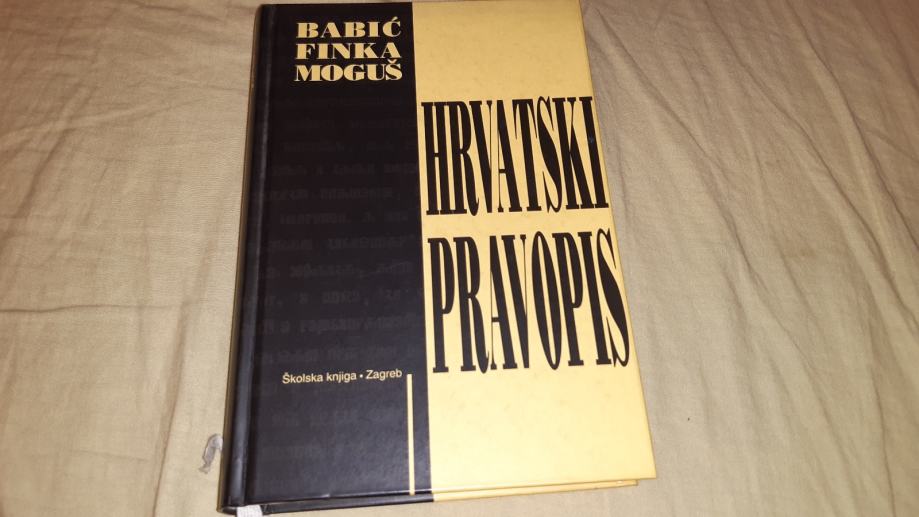 BABIĆ
FINKA
MOGUŠ
HRVATSKI
PRAVOPIS
Školska knjiga • Zagreb